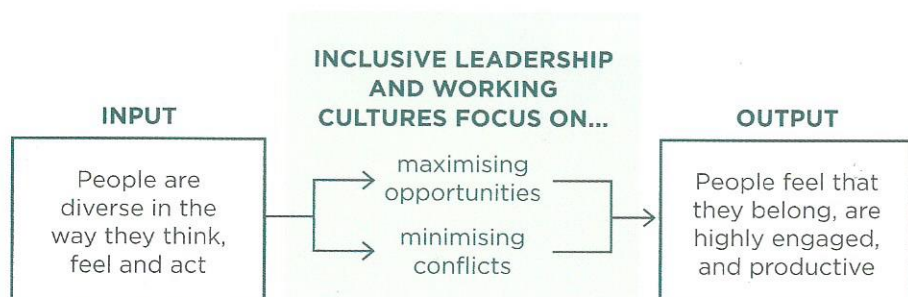 INCLUSIVE LEADERSHIP
AND WORKING
CULTURES FOCUS ON...
INPUT
People are
diverse in the
way they think,
feel and act
maximising
opportunities
minimising
conflicts
OUTPUT
People feel that
they belong, are
highly engaged,
and productive